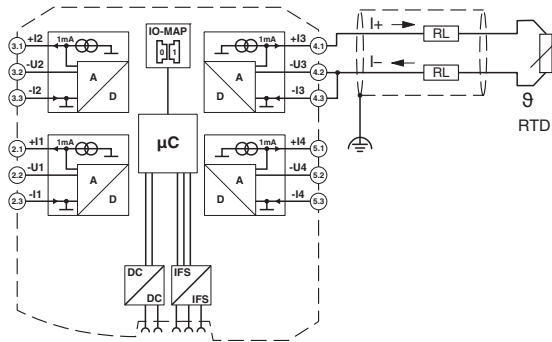 IO-MAP
0 1
3.1 +I2 1mA
3.2 -U2 A
3.3 -I2 D
1mA +I3 4.1
A -U3 4.2
D -I3 4.3
I+ RL
I- RL
ϑ
RTD
µC
2.1 +I1 1mA
2.2 -U1 A
2.3 -I1 D
1mA +I4 5.1
A -U4 5.2
D -I4 5.3
DC
DC
IFS
IFS